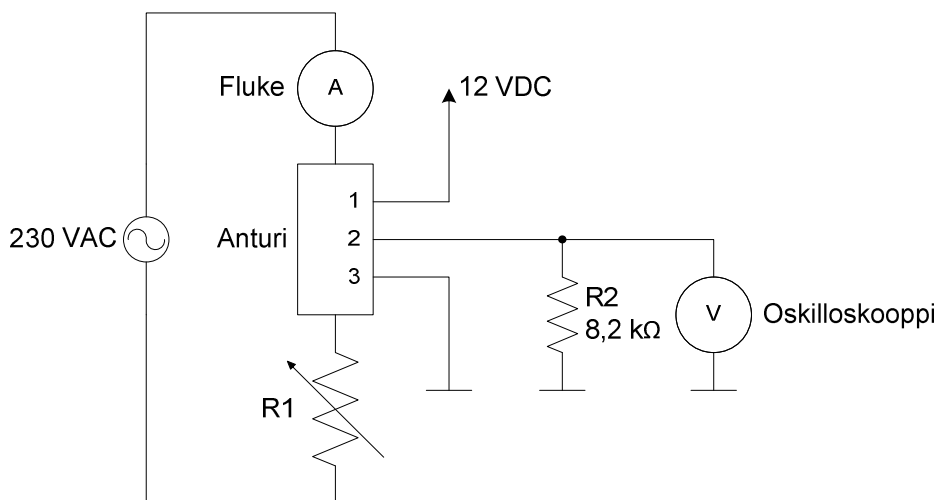 Fluke
A
12 VDC
1
230 VAC
Anturi
2
3
R2
8,2 kΩ
V
Oskilloskooppi
R1